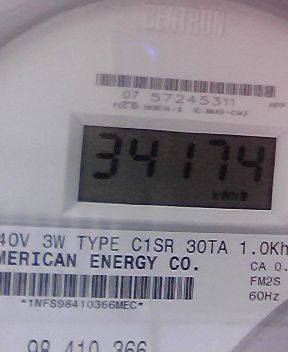 CENTRON
07 57245311
34174
kWh
40V 3W TYPE C1SR 30TA 1.0Kh
MERICAN ENERGY CO.
CA 0.
FM2S
*1NFS98410366MEC*
60Hz
98 410 366